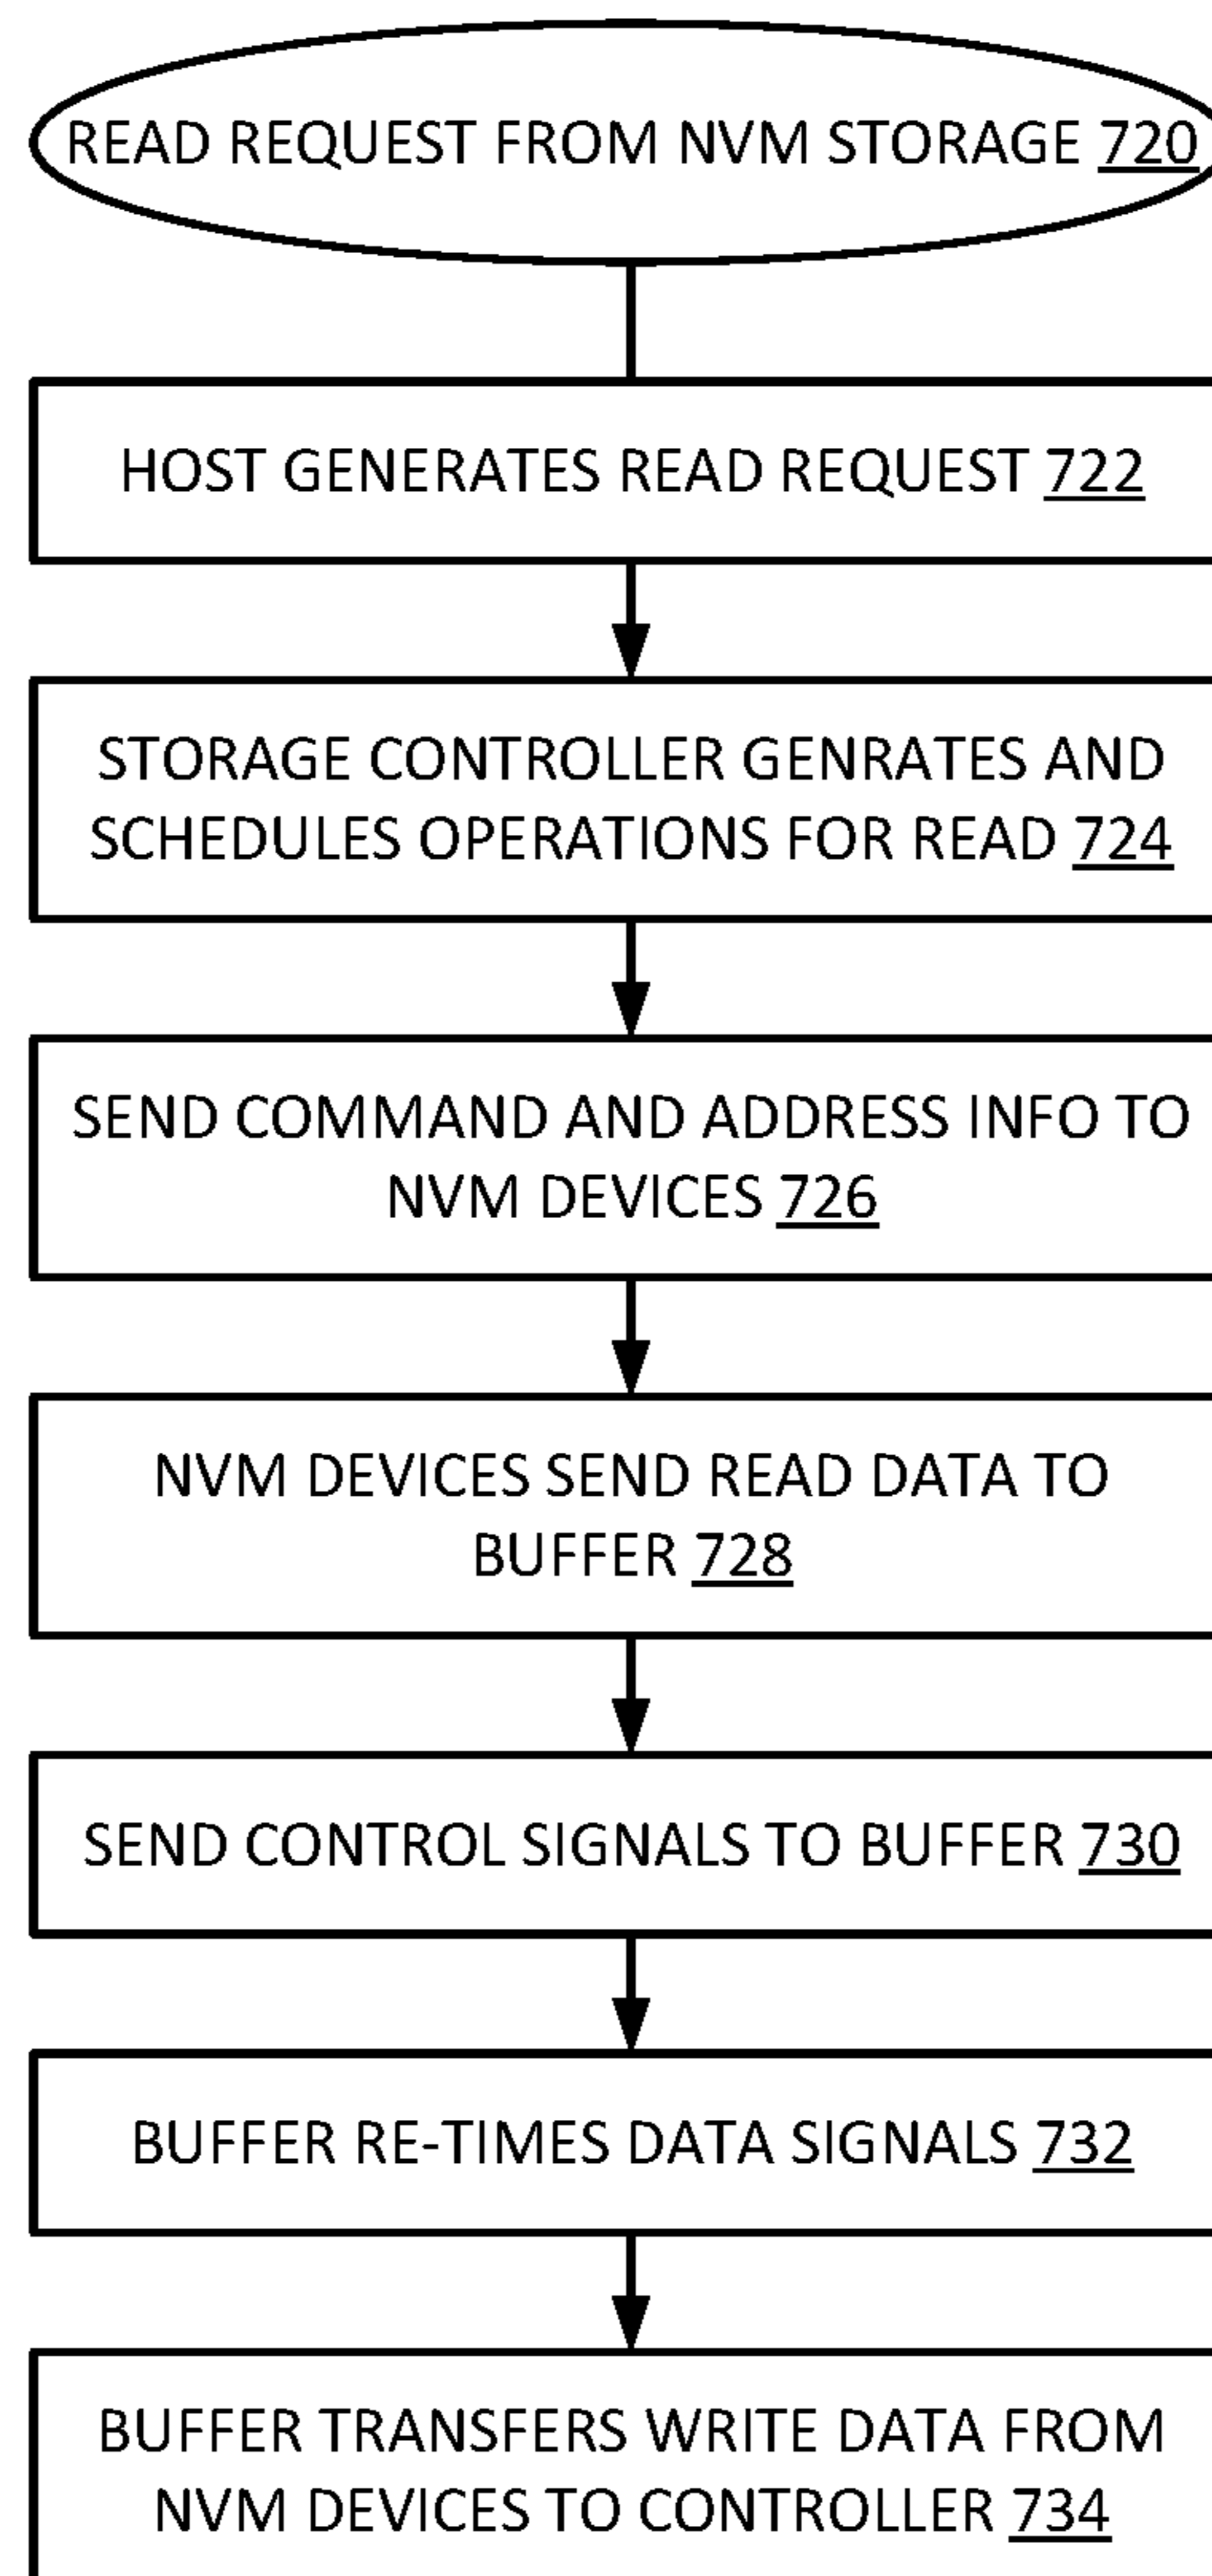 READ REQUEST FROM NVM STORAGE 720
HOST GENERATES READ REQUEST 722
STORAGE CONTROLLER GENRATES AND
SCHEDULES OPERATIONS FOR READ 724
SEND COMMAND AND ADDRESS INFO TO
NVM DEVICES 726
NVM DEVICES SEND READ DATA TO
BUFFER 728
SEND CONTROL SIGNALS TO BUFFER 730
BUFFER RE-TIMES DATA SIGNALS 732
BUFFER TRANSFERS WRITE DATA FROM
NVM DEVICES TO CONTROLLER 734